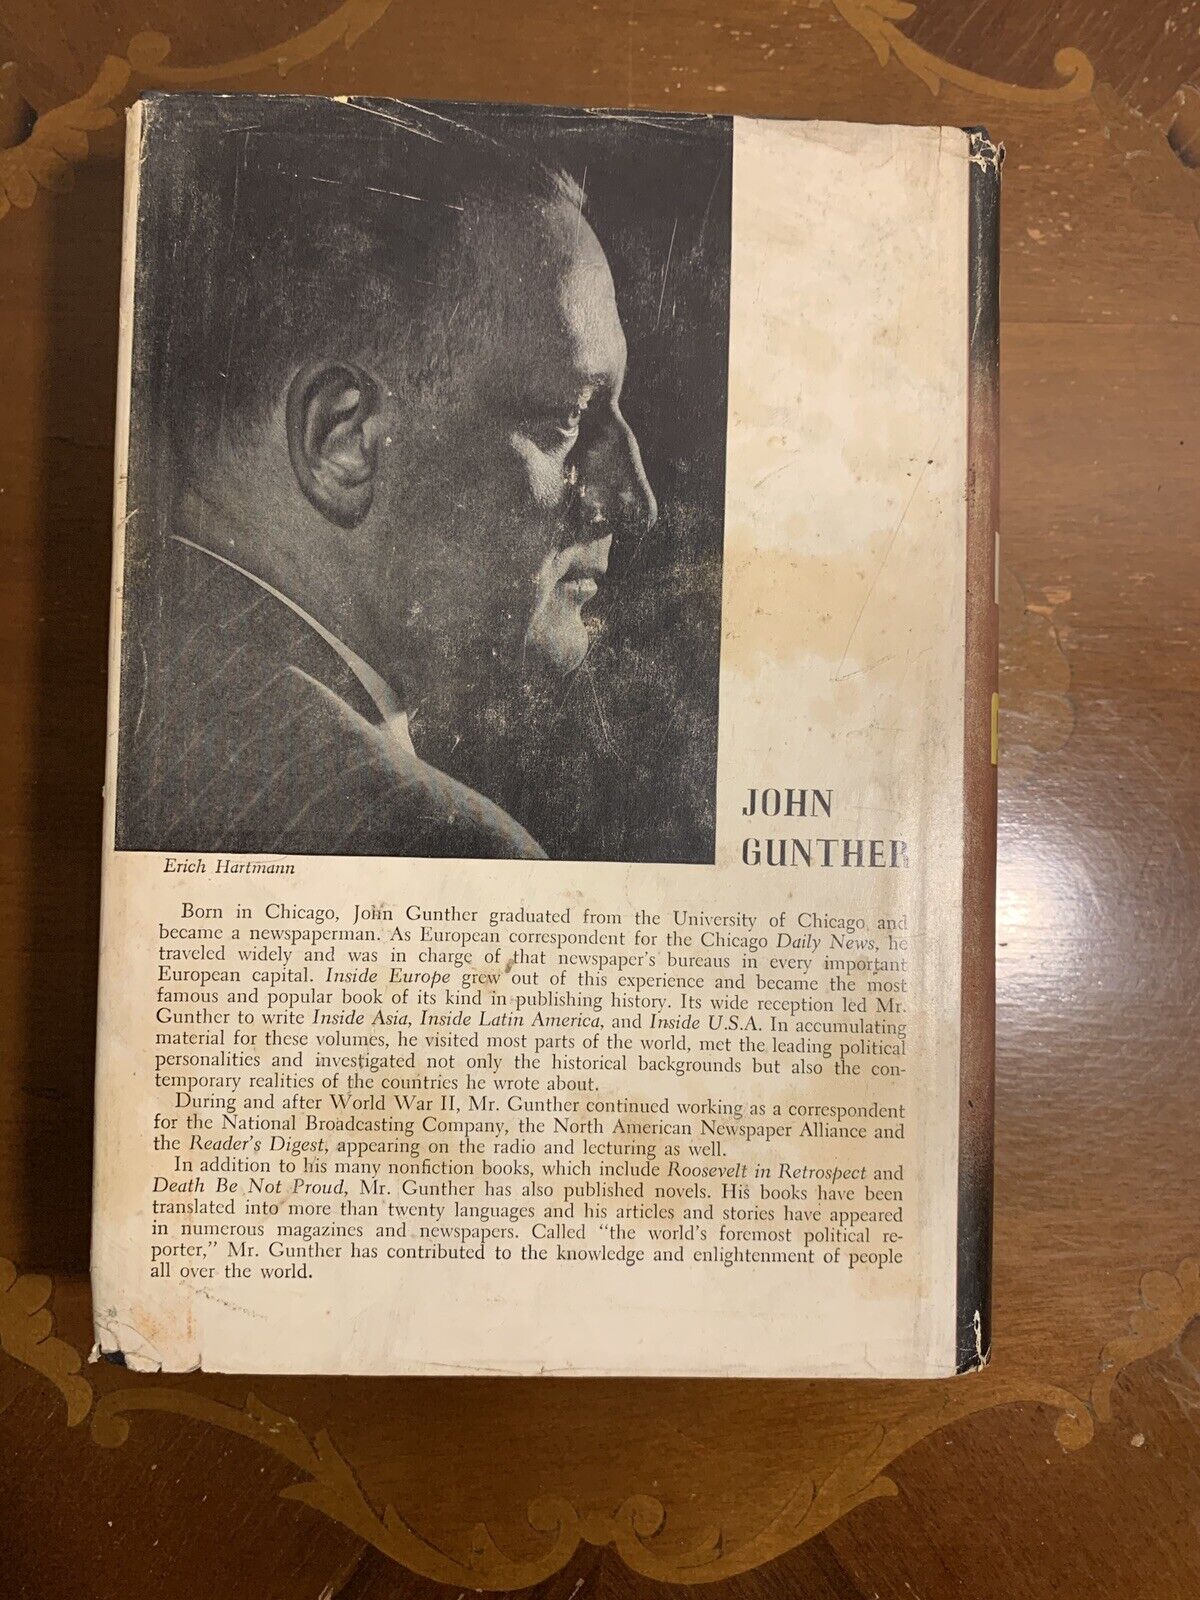 JOHN
GUNTHER
Erich Hartmann
Born in Chicago, John Gunther graduated from the University of Chicago and
became a newspaperman. As European correspondent for the Chicago Daily News, he
traveled widely and was in charge of that newspaper's bureaus in every important
European capital. Inside Europe grew out of this experience and became the most
famous and popular book of its kind in publishing history. Its wide reception led Mr.
Gunther to write Inside Asia, Inside Latin America, and Inside U.S.A. In accumulating
material for these volumes, he visited most parts of the world, met the leading political
personalities and investigated not only the historical backgrounds but also the con-
temporary realities of the countries he wrote about.
During and after World War II, Mr. Gunther continued working as a correspondent
for the National Broadcasting Company, the North American Newspaper Alliance and
the Reader's Digest, appearing on the radio and lecturing as well.
In addition to his many nonfiction books, which include Roosevelt in Retrospect and
Death Be Not Proud, Mr. Gunther has also published novels. His books have been
translated into more than twenty languages and his articles and stories have appeared
in numerous magazines and newspapers. Called "the world's foremost political re-
porter," Mr. Gunther has contributed to the knowledge and enlightenment of people
all over the world.